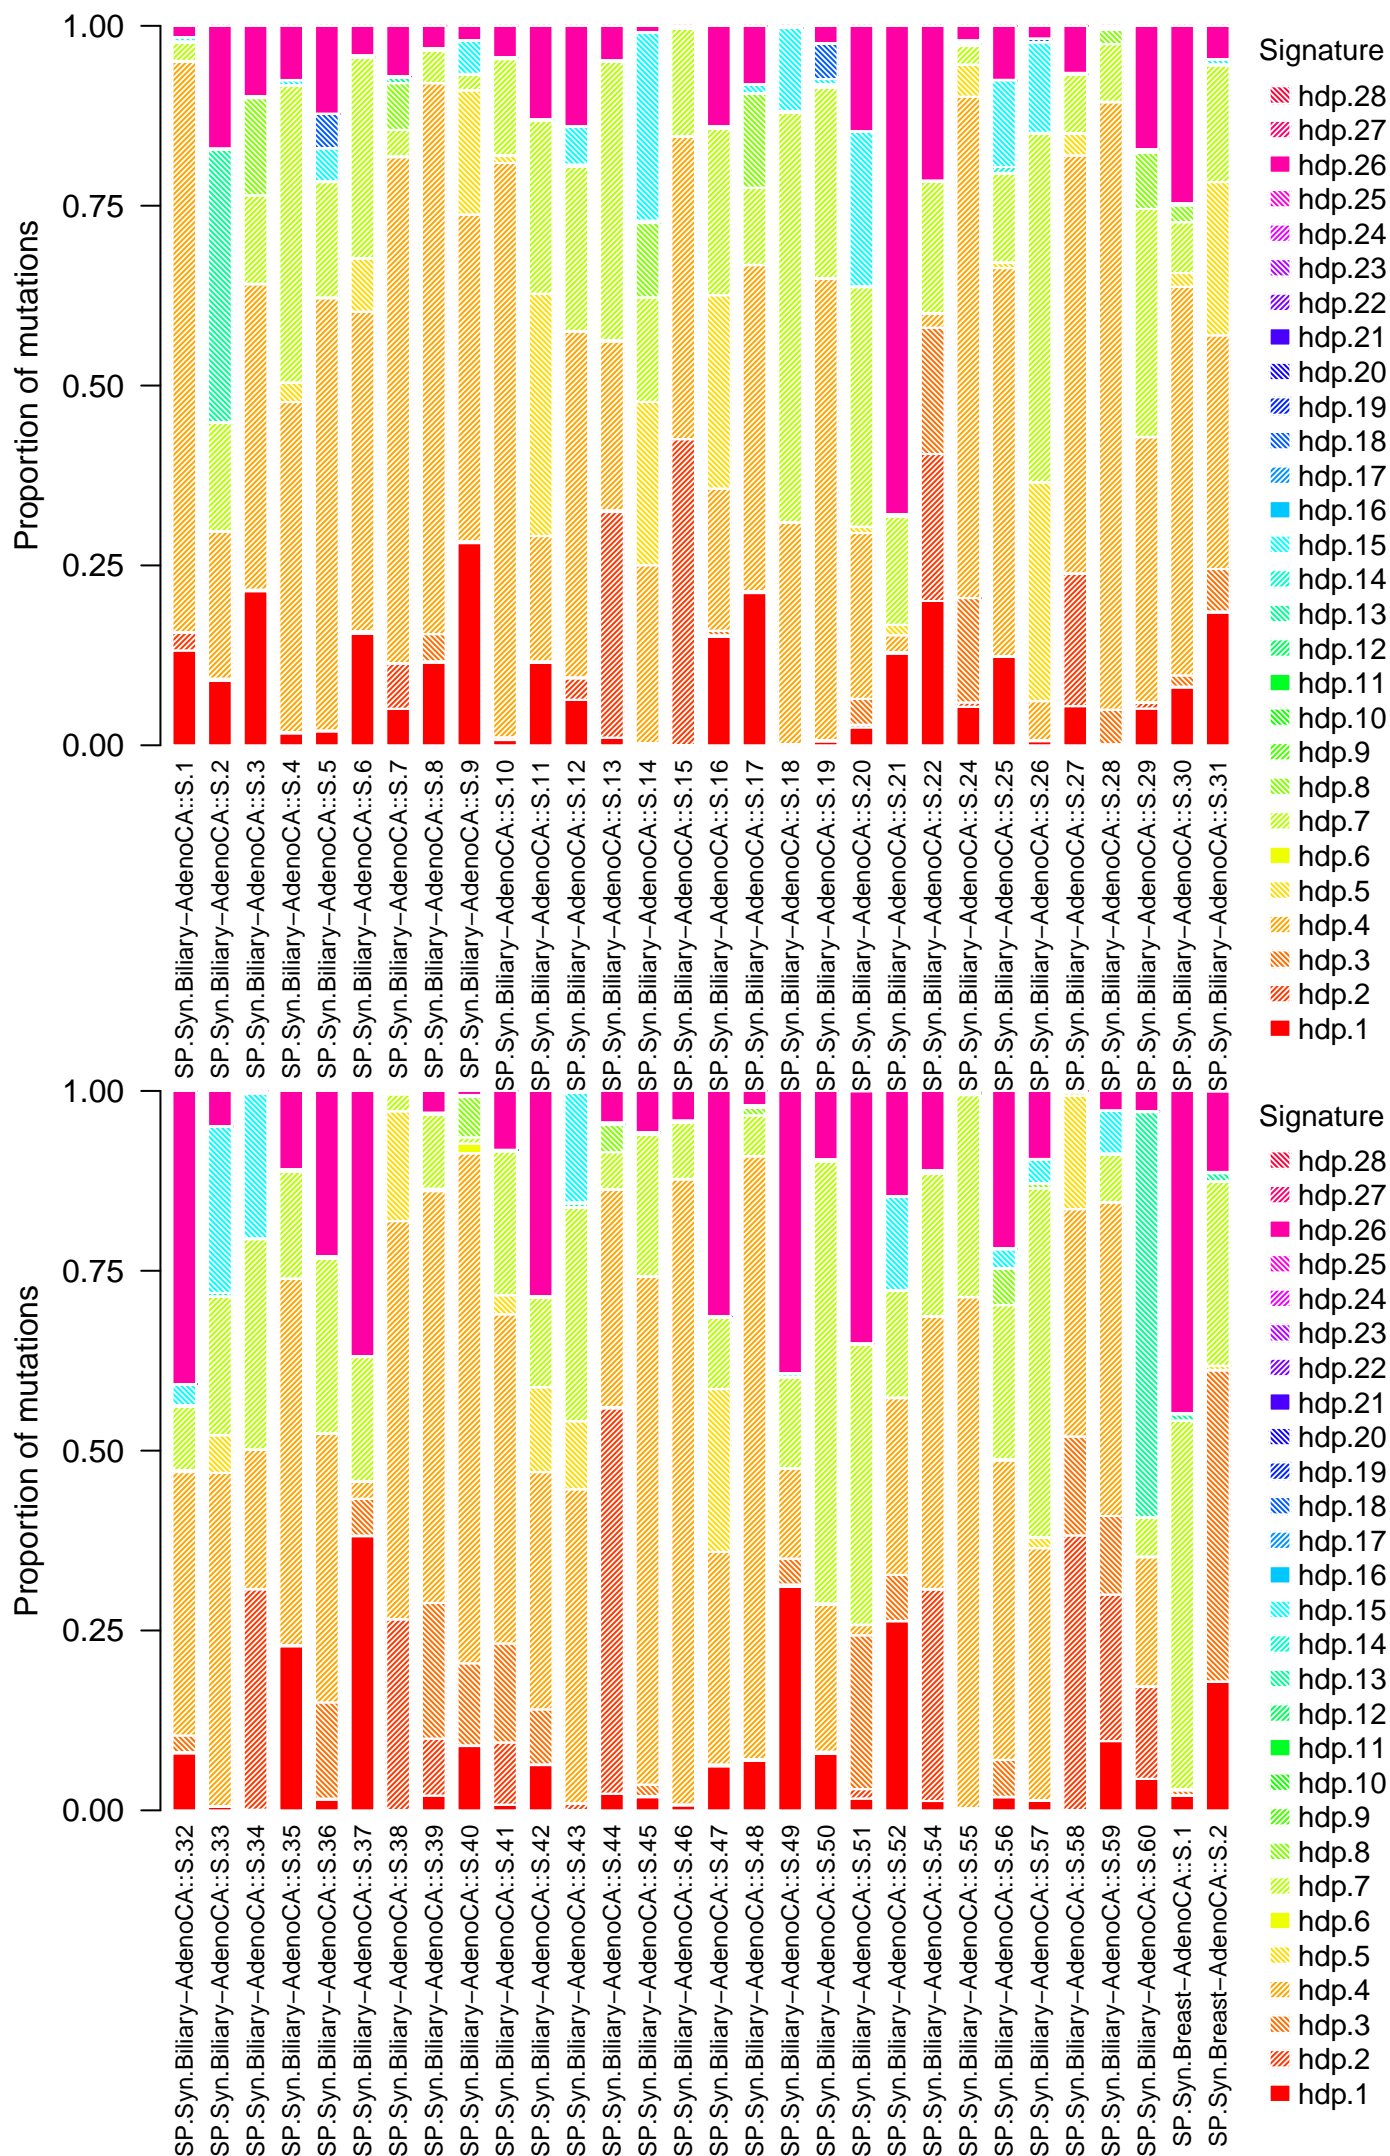 Proportion of mutations
1.00
0.75
0.50
0.25
0.00
SP.Syn.Biliary−AdenoCA::S.1
SP.Syn.Biliary−AdenoCA::S.2
SP.Syn.Biliary−AdenoCA::S.3
SP.Syn.Biliary−AdenoCA::S.4
SP.Syn.Biliary−AdenoCA::S.5
SP.Syn.Biliary−AdenoCA::S.6
SP.Syn.Biliary−AdenoCA::S.7
SP.Syn.Biliary−AdenoCA::S.8
SP.Syn.Biliary−AdenoCA::S.9
SP.Syn.Biliary−AdenoCA::S.10
SP.Syn.Biliary−AdenoCA::S.11
SP.Syn.Biliary−AdenoCA::S.12
SP.Syn.Biliary−AdenoCA::S.13
SP.Syn.Biliary−AdenoCA::S.14
SP.Syn.Biliary−AdenoCA::S.15
SP.Syn.Biliary−AdenoCA::S.16
SP.Syn.Biliary−AdenoCA::S.17
SP.Syn.Biliary−AdenoCA::S.18
SP.Syn.Biliary−AdenoCA::S.19
SP.Syn.Biliary−AdenoCA::S.20
SP.Syn.Biliary−AdenoCA::S.21
SP.Syn.Biliary−AdenoCA::S.22
SP.Syn.Biliary−AdenoCA::S.24
SP.Syn.Biliary−AdenoCA::S.25
SP.Syn.Biliary−AdenoCA::S.26
SP.Syn.Biliary−AdenoCA::S.27
SP.Syn.Biliary−AdenoCA::S.28
SP.Syn.Biliary−AdenoCA::S.29
SP.Syn.Biliary−AdenoCA::S.30
SP.Syn.Biliary−AdenoCA::S.31
Signature
hdp.28
hdp.27
hdp.26
hdp.25
hdp.24
hdp.23
hdp.22
hdp.21
hdp.20
hdp.19
hdp.18
hdp.17
hdp.16
hdp.15
hdp.14
hdp.13
hdp.12
hdp.11
hdp.10
hdp.9
hdp.8
hdp.7
hdp.6
hdp.5
hdp.4
hdp.3
hdp.2
hdp.1
Proportion of mutations
1.00
0.75
0.50
0.25
0.00
SP.Syn.Biliary−AdenoCA::S.32
SP.Syn.Biliary−AdenoCA::S.33
SP.Syn.Biliary−AdenoCA::S.34
SP.Syn.Biliary−AdenoCA::S.35
SP.Syn.Biliary−AdenoCA::S.36
SP.Syn.Biliary−AdenoCA::S.37
SP.Syn.Biliary−AdenoCA::S.38
SP.Syn.Biliary−AdenoCA::S.39
SP.Syn.Biliary−AdenoCA::S.40
SP.Syn.Biliary−AdenoCA::S.41
SP.Syn.Biliary−AdenoCA::S.42
SP.Syn.Biliary−AdenoCA::S.43
SP.Syn.Biliary−AdenoCA::S.44
SP.Syn.Biliary−AdenoCA::S.45
SP.Syn.Biliary−AdenoCA::S.46
SP.Syn.Biliary−AdenoCA::S.47
SP.Syn.Biliary−AdenoCA::S.48
SP.Syn.Biliary−AdenoCA::S.49
SP.Syn.Biliary−AdenoCA::S.50
SP.Syn.Biliary−AdenoCA::S.51
SP.Syn.Biliary−AdenoCA::S.52
SP.Syn.Biliary−AdenoCA::S.54
SP.Syn.Biliary−AdenoCA::S.55
SP.Syn.Biliary−AdenoCA::S.56
SP.Syn.Biliary−AdenoCA::S.57
SP.Syn.Biliary−AdenoCA::S.58
SP.Syn.Biliary−AdenoCA::S.59
SP.Syn.Biliary−AdenoCA::S.60
SP.Syn.Breast−AdenoCA::S.1
SP.Syn.Breast−AdenoCA::S.2
Signature
hdp.28
hdp.27
hdp.26
hdp.25
hdp.24
hdp.23
hdp.22
hdp.21
hdp.20
hdp.19
hdp.18
hdp.17
hdp.16
hdp.15
hdp.14
hdp.13
hdp.12
hdp.11
hdp.10
hdp.9
hdp.8
hdp.7
hdp.6
hdp.5
hdp.4
hdp.3
hdp.2
hdp.1